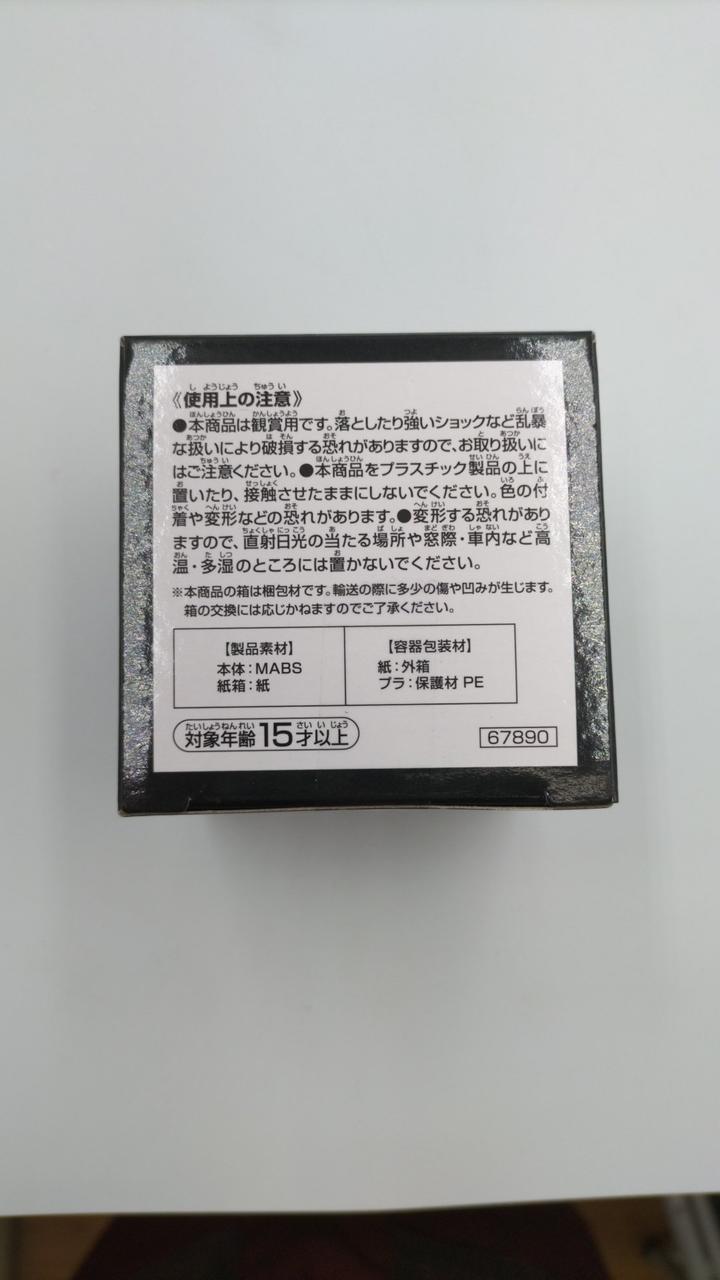 《使用上の注意》
●本商品は観賞用です。落としたり強いショックなど乱暴
な扱いにより破損する恐れがありますので、お取り扱いに
はご注意ください。●本商品をプラスチック製品の上に
置いたり、接触させたままにしないでください。色の付
着や変形などの恐れがあります。●変形する恐れがあり
ますので、直射日光の当たる場所や窓際・車内など高
温・多湿のところには置かないでください。
※本商品の箱は梱包材です。輸送の際に多少の傷や凹みが生じます。
箱の交換には応じかねますのでご了承ください。
【製品素材】
本体：MABS
紙箱：紙
【容器包装材】
紙：外箱
プラ：保護材 PE
対象年齢15才以上
67890